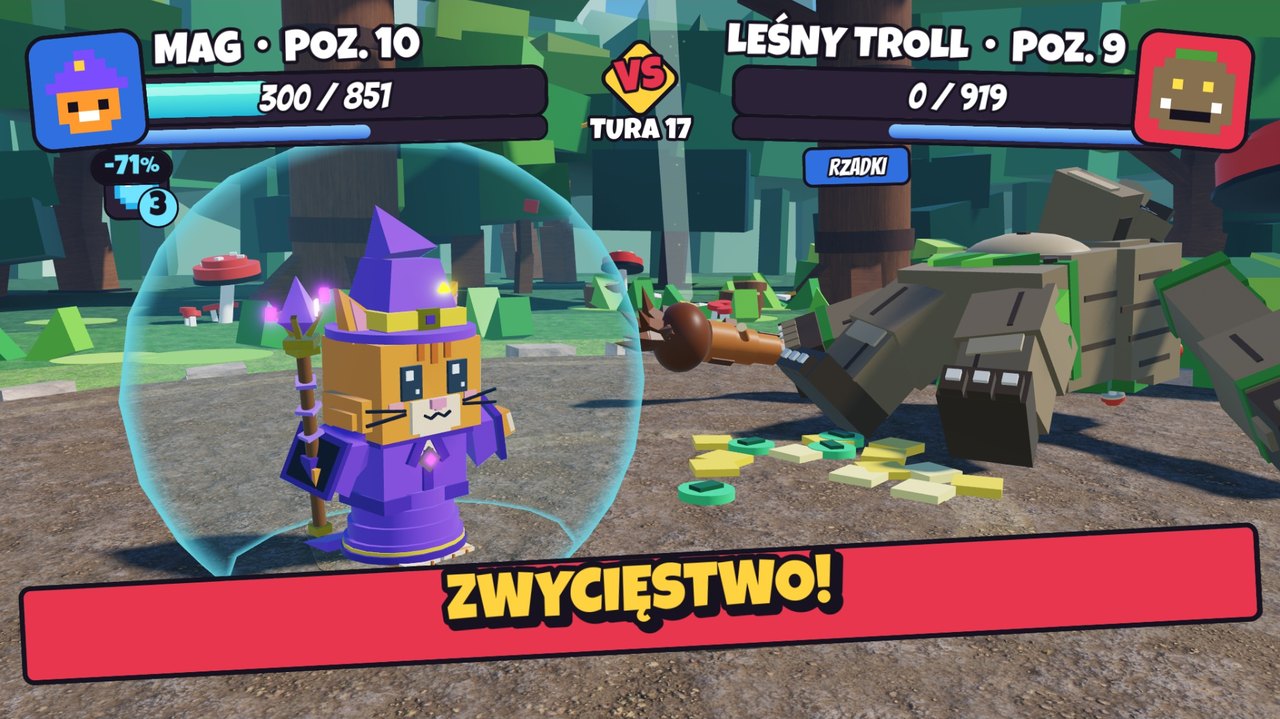 MAG • POZ. 10
300 / 851
-71%
3
VS
TURA 17
LEŚNY TROLL • POZ. 9
0 / 919
RZADKI
ZWYCIĘSTWO!